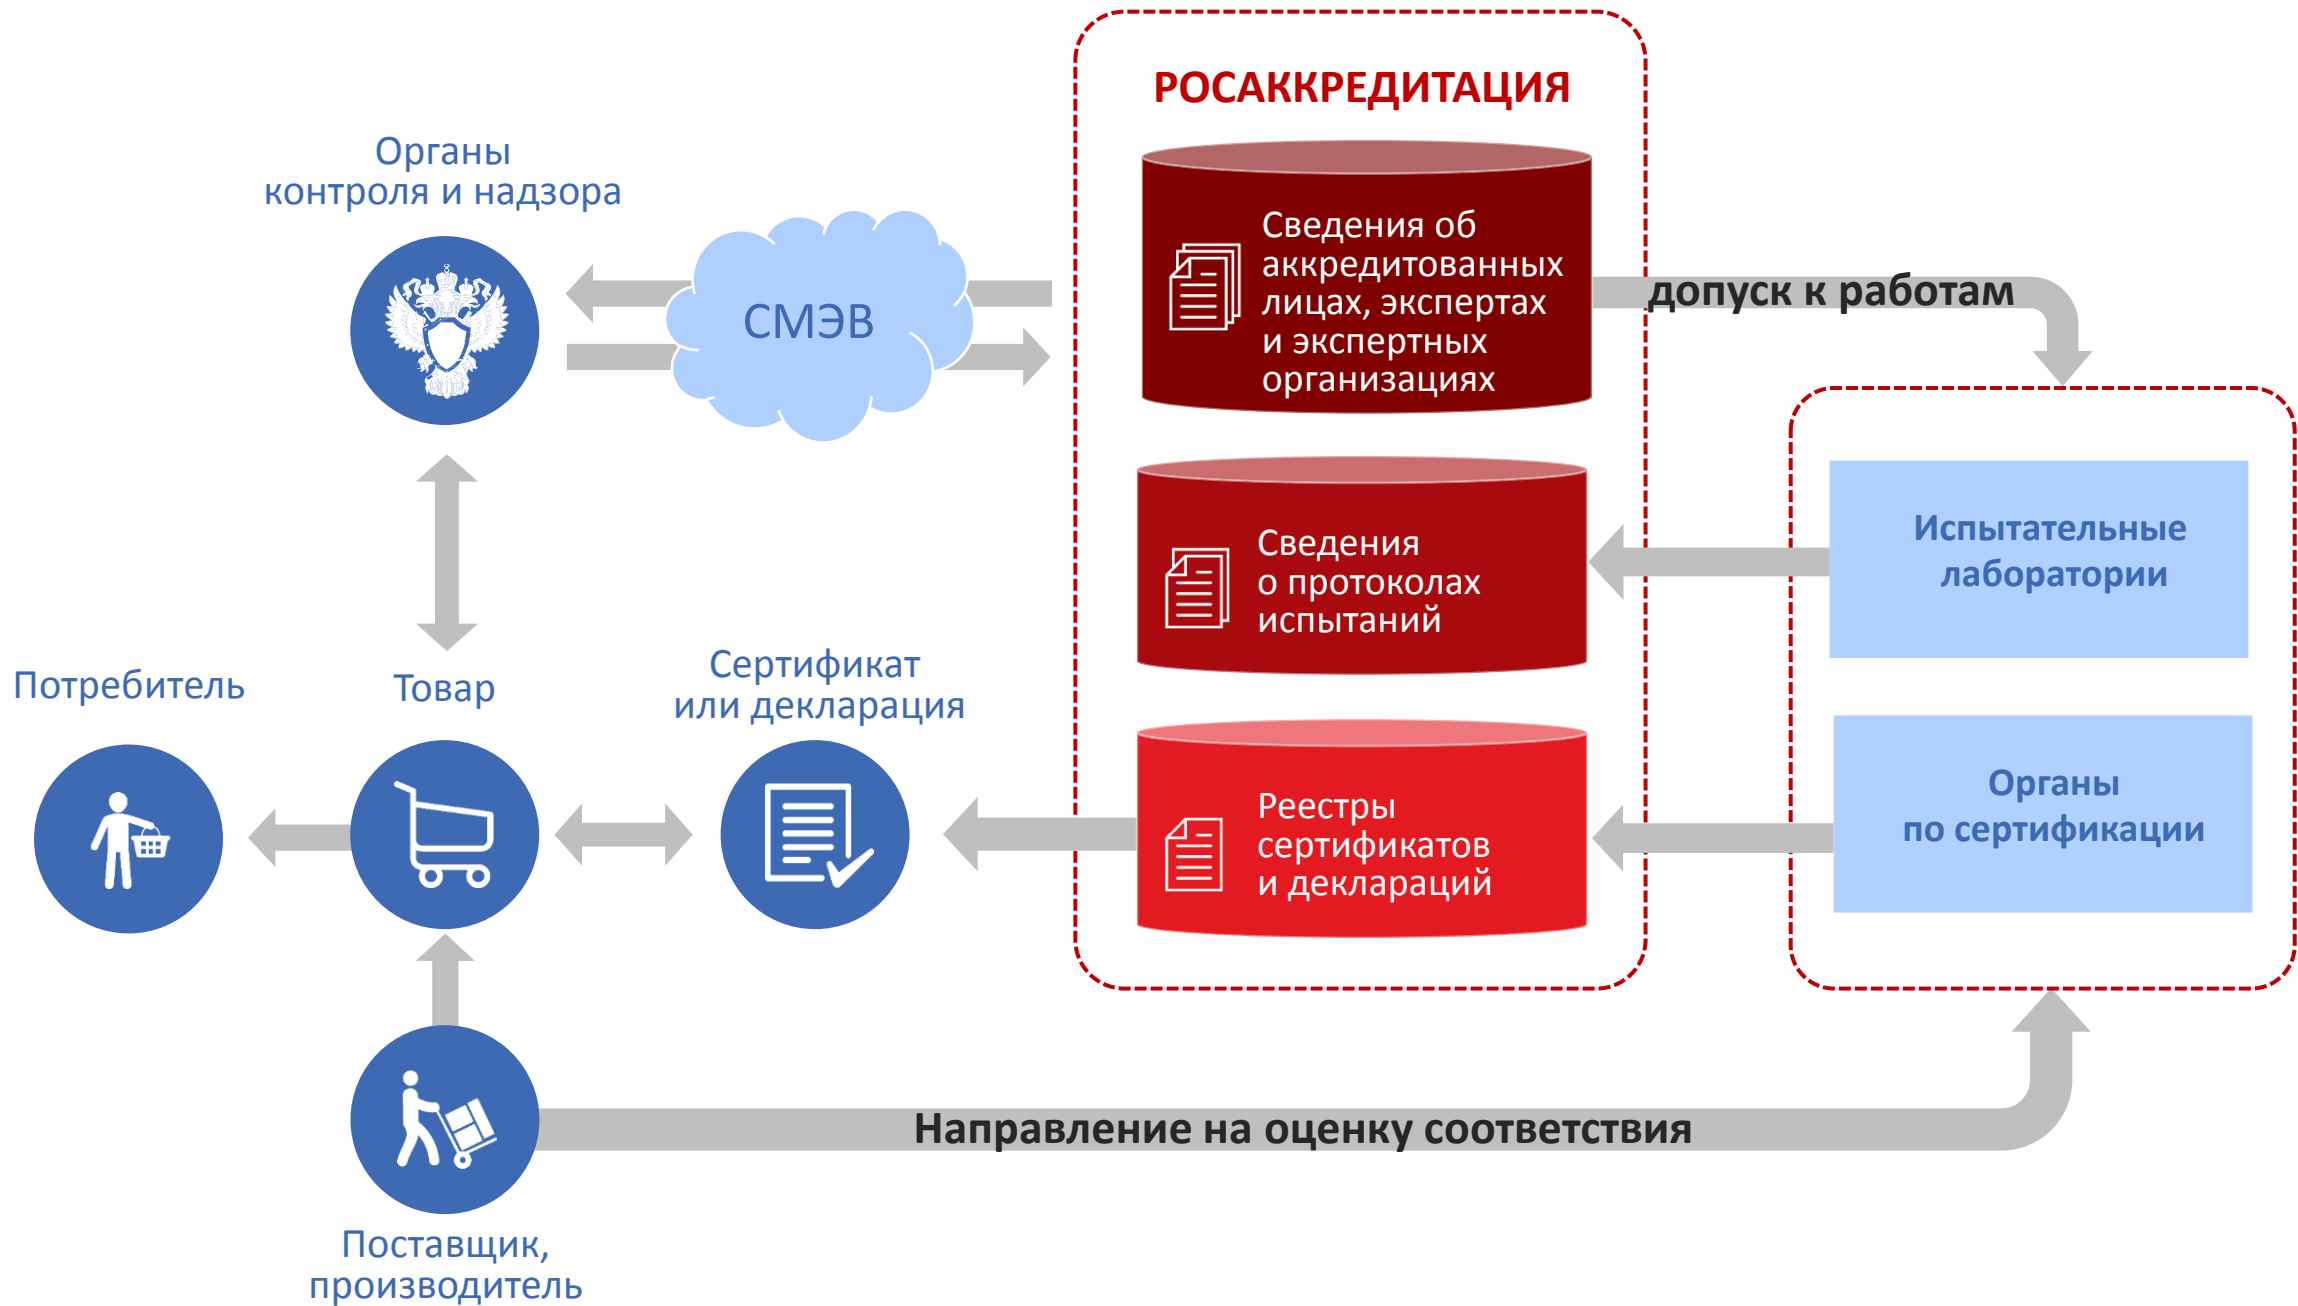 РОСАККРЕДИТАЦИЯ
Органы
контроля и надзора
СМЭВ
Сведения об
аккредитованных
лицах, экспертах
и экспертных
организациях
допуск к работам
Испытательные
лаборатории
Сведения
о протоколах
испытаний
Потребитель
Товар
Сертификат
или декларация
Реестры
сертификатов
и деклараций
Органы
по сертификации
Направление на оценку соответствия
Поставщик,
производитель